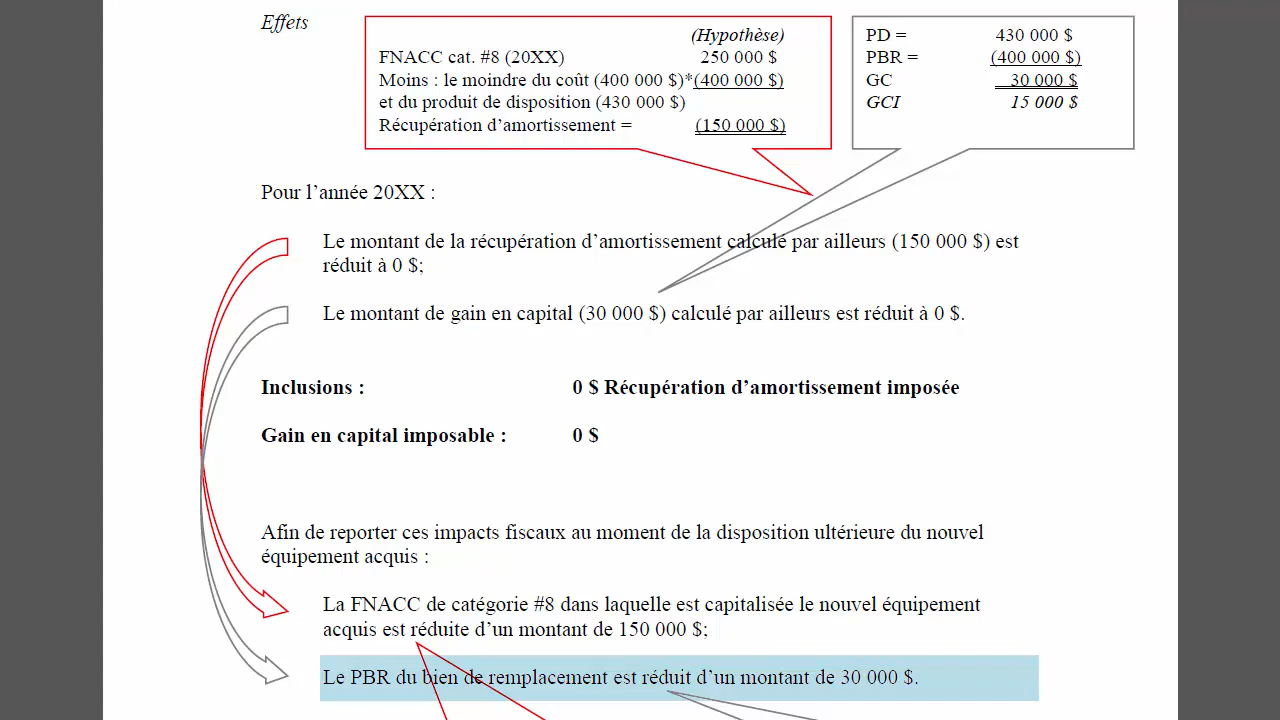 Effets
(Hypothèse)
FNACC cat. #8 (20XX) 250 000 $
Moins : le moindre du coût (400 000 $)*(400 000 $)
et du produit de disposition (430 000 $)
Récupération d’amortissement = (150 000 $)
PD = 430 000 $
PBR = (400 000 $)
GC 30 000 $
GCI 15 000 $
Pour l’année 20XX :
Le montant de la récupération d’amortissement calculé par ailleurs (150 000 $) est
réduit à 0 $;
Le montant de gain en capital (30 000 $) calculé par ailleurs est réduit à 0 $.
Inclusions : 0 $ Récupération d’amortissement imposée
Gain en capital imposable : 0 $
Afin de reporter ces impacts fiscaux au moment de la disposition ultérieure du nouvel
équipement acquis :
La FNACC de catégorie #8 dans laquelle est capitalisée le nouvel équipement
acquis est réduite d’un montant de 150 000 $;
Le PBR du bien de remplacement est réduit d’un montant de 30 000 $.